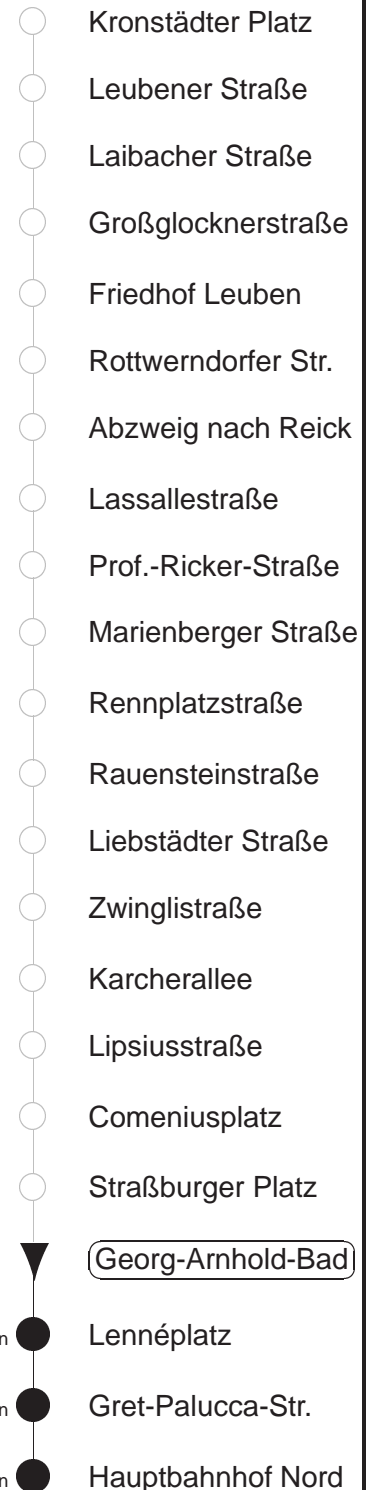 Kronstädter Platz
Leubener Straße
Laibacher Straße
Großglocknerstraße
Friedhof Leuben
Rottwerndorfer Str.
Abzweig nach Reick
Lassallestraße
Prof.-Ricker-Straße
Marienberger Straße
Rennplatzstraße
Rauensteinstraße
Liebstädter Straße
Zwinglistraße
Karcherallee
Lipsiusstraße
Comeniusplatz
Straßburger Platz
Georg-Arnhold-Bad
n Lennéplatz
n Gret-Palucca-Str.
n Hauptbahnhof Nord